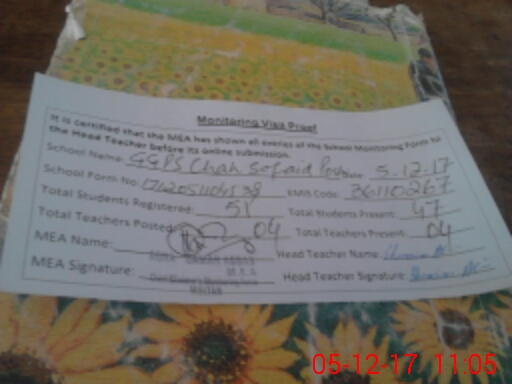 Monitoring Visit Proof
It is certified that the MEA has shown all entries of the School Monitoring Form to
the Head Teacher before its online submission.
School Name: GGPS Chah Sofaid Date 5.12.17
School Form No: EMIS Code: 36110267
Total Students Registered: 51 Total Students Present: 47
Total Teachers Posted: 04 Total Teachers Present: 04
MEA Name: Head Teacher Name:
MEA Signature: M.E.A Head Teacher Signature:
05-12-17 11:05